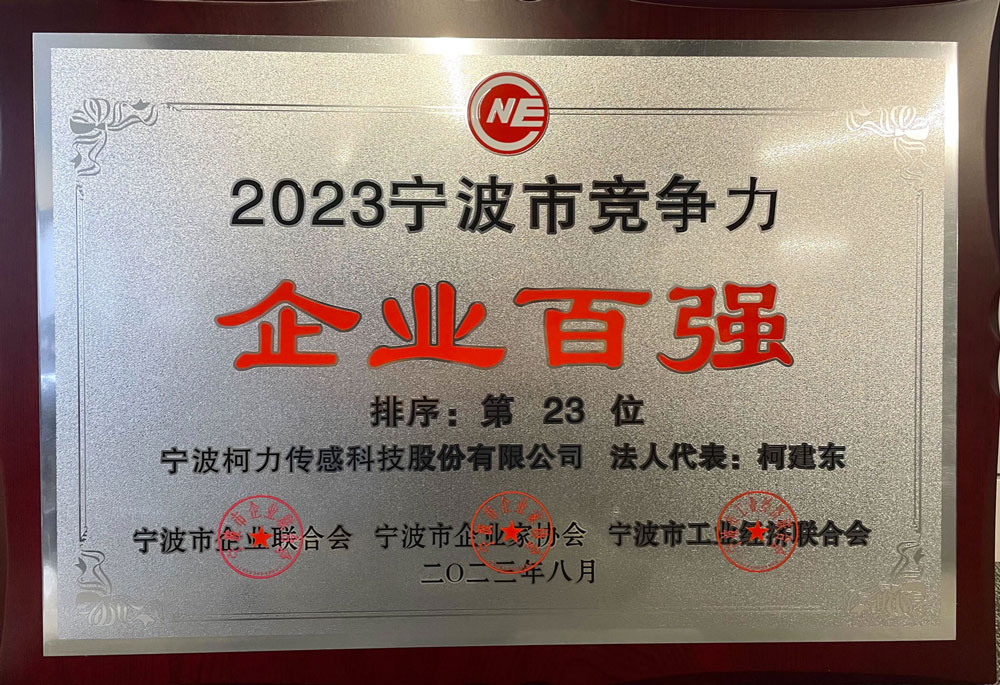 NE
2023宁波市竞争力
企业百强
排序：第 23 位
宁波柯力传感科技股份有限公司 法人代表：柯建东
宁波市企业联合会 宁波市企业家协会 宁波市工业经济联合会
二〇二三年八月